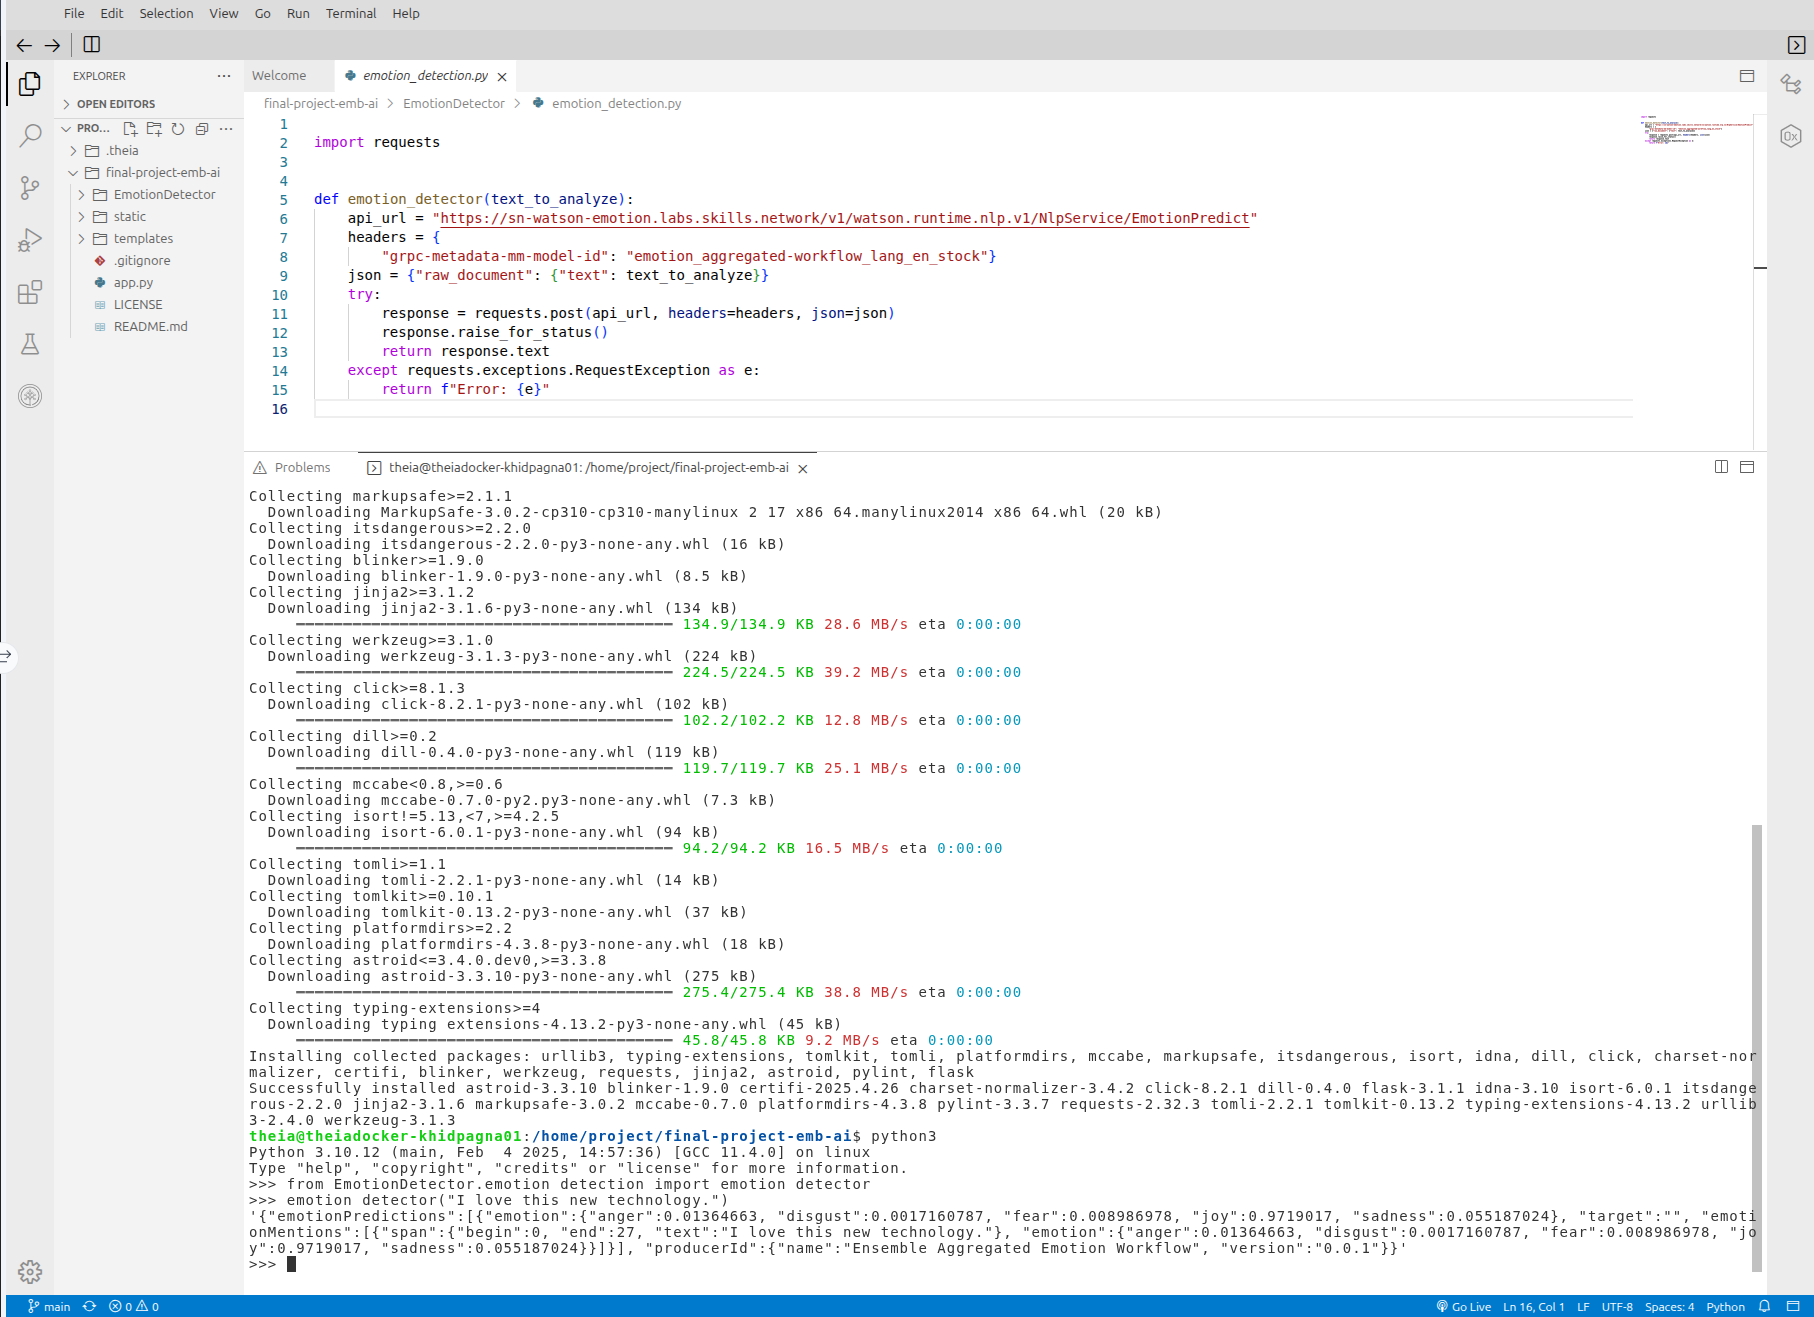 File Edit Selection View Go Run Terminal Help
EXPLORER
OPEN EDITORS
PRO...
.theia
final-project-emb-ai
EmotionDetector
static
templates
.gitignore
app.py
LICENSE
README.md
Welcome
emotion_detection.py
final-project-emb-ai > EmotionDetector > emotion_detection.py
1
2 import requests
3
4
5 def emotion_detector(text_to_analyze):
6 api_url = "https://sn-watson-emotion.labs.skills.network/v1/watson.runtime.nlp.v1/NlpService/EmotionPredict"
7 headers = {
8 "grpc-metadata-mm-model-id": "emotion_aggregated-workflow_lang_en_stock"}
9 json = {"raw_document": {"text": text_to_analyze}}
10 try:
11 response = requests.post(api_url, headers=headers, json=json)
12 response.raise_for_status()
13 return response.text
14 except requests.exceptions.RequestException as e:
15 return f"Error: {e}"
16
Problems
theia@theiadocker-khidpagna01: /home/project/final-project-emb-ai
Collecting markupsafe>=2.1.1
Downloading MarkupSafe-3.0.2-cp310-cp310-manylinux 2 17 x86 64.manylinux2014 x86 64.whl (20 kB)
Collecting itsdangerous>=2.2.0
Downloading itsdangerous-2.2.0-py3-none-any.whl (16 kB)
Collecting blinker>=1.9.0
Downloading blinker-1.9.0-py3-none-any.whl (8.5 kB)
Collecting jinja2>=3.1.2
Downloading jinja2-3.1.6-py3-none-any.whl (134 kB)
134.9/134.9 KB 28.6 MB/s eta 0:00:00
Collecting werkzeug>=3.1.0
Downloading werkzeug-3.1.3-py3-none-any.whl (224 kB)
224.5/224.5 KB 39.2 MB/s eta 0:00:00
Collecting click>=8.1.3
Downloading click-8.2.1-py3-none-any.whl (102 kB)
102.2/102.2 KB 12.8 MB/s eta 0:00:00
Collecting dill>=0.2
Downloading dill-0.4.0-py3-none-any.whl (119 kB)
119.7/119.7 KB 25.1 MB/s eta 0:00:00
Collecting mccabe<0.8,>=0.6
Downloading mccabe-0.7.0-py2.py3-none-any.whl (7.3 kB)
Collecting isort!=5.13,<7,>=4.2.5
Downloading isort-6.0.1-py3-none-any.whl (94 kB)
94.2/94.2 KB 16.5 MB/s eta 0:00:00
Collecting tomli>=1.1
Downloading tomli-2.2.1-py3-none-any.whl (14 kB)
Collecting tomlkit>=0.10.1
Downloading tomlkit-0.13.2-py3-none-any.whl (37 kB)
Collecting platformdirs>=2.2
Downloading platformdirs-4.3.8-py3-none-any.whl (18 kB)
Collecting astroid<=3.4.0.dev0,>=3.3.8
Downloading astroid-3.3.10-py3-none-any.whl (275 kB)
275.4/275.4 KB 38.8 MB/s eta 0:00:00
Collecting typing-extensions>=4
Downloading typing extensions-4.13.2-py3-none-any.whl (45 kB)
45.8/45.8 KB 9.2 MB/s eta 0:00:00
Installing collected packages: urllib3, typing-extensions, tomlkit, tomli, platformdirs, mccabe, markupsafe, itsdangerous, isort, idna, dill, click, charset-nor
malizer, certifi, blinker, werkzeug, requests, jinja2, astroid, pylint, flask
Successfully installed astroid-3.3.10 blinker-1.9.0 certifi-2025.4.26 charset-normalizer-3.4.2 click-8.2.1 dill-0.4.0 flask-3.1.1 idna-3.10 isort-6.0.1 itsdange
rous-2.2.0 jinja2-3.1.6 markupsafe-3.0.2 mccabe-0.7.0 platformdirs-4.3.8 pylint-3.3.7 requests-2.32.3 tomli-2.2.1 tomlkit-0.13.2 typing-extensions-4.13.2 urllib
3-2.4.0 werkzeug-3.1.3
theia@theiadocker-khidpagna01:/home/project/final-project-emb-ai$ python3
Python 3.10.12 (main, Feb  4 2025, 14:57:36) [GCC 11.4.0] on linux
Type "help", "copyright", "credits" or "license" for more information.
>>> from EmotionDetector.emotion detection import emotion detector
>>> emotion detector("I love this new technology.")
'{"emotionPredictions":[{"emotion":{"anger":0.01364663, "disgust":0.0017160787, "fear":0.008986978, "joy":0.9719017, "sadness":0.055187024}, "target":"", "emoti
onMentions":[{"span":{"begin":0, "end":27, "text":"I love this new technology."}, "emotion":{"anger":0.01364663, "disgust":0.0017160787, "fear":0.008986978, "jo
y":0.9719017, "sadness":0.055187024}}]}], "producerId":{"name":"Ensemble Aggregated Emotion Workflow", "version":"0.0.1"}}'
>>>
main 0 0 Go Live Ln 16, Col 1 LF UTF-8 Spaces: 4 Python